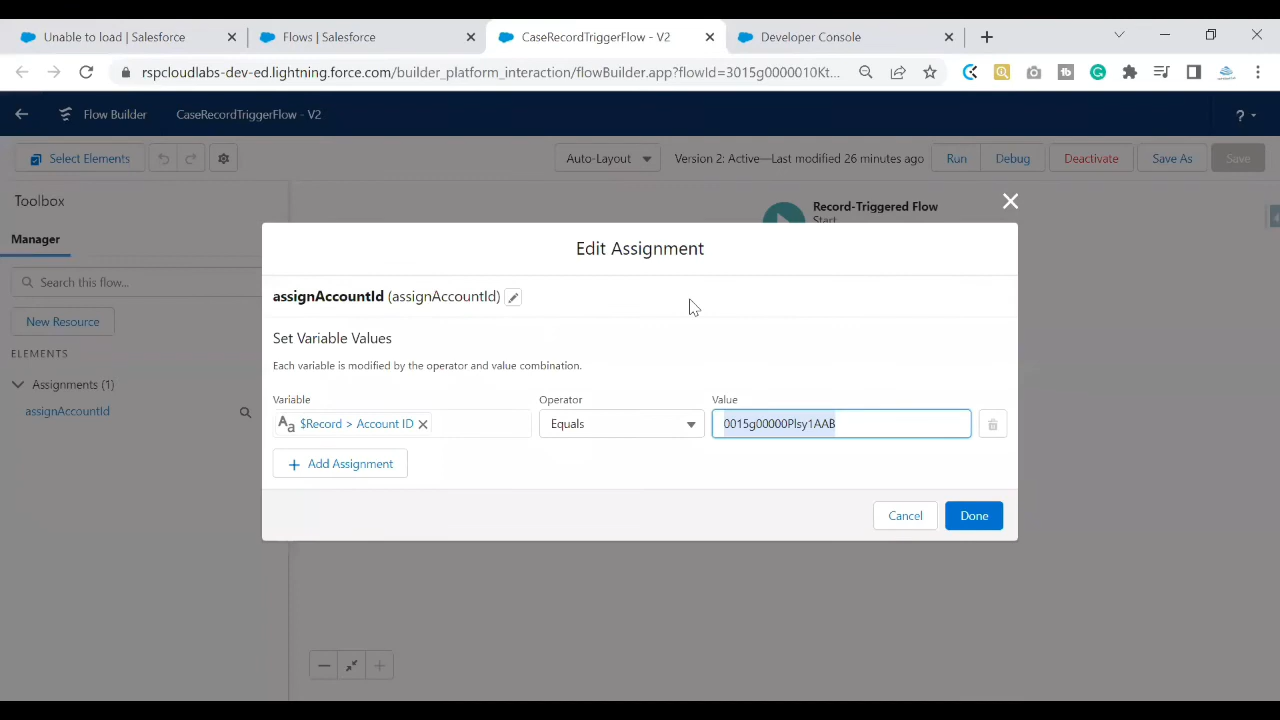 Unable to load | Salesforce
Flows | Salesforce
CaseRecordTriggerFlow - V2
Developer Console
rspcloudlabs-dev-ed.lightning.force.com/builder_platform_interaction/flowBuilder.app?flowId=3015g0000010Kt...
Flow Builder
CaseRecordTriggerFlow - V2
?
Select Elements
Auto-Layout
Version 2: Active—Last modified 26 minutes ago
Run
Debug
Deactivate
Save As
Save
Toolbox
Manager
Search this flow...
New Resource
ELEMENTS
Assignments (1)
assignAccountId
Record-Triggered Flow
Start
Edit Assignment
assignAccountId (assignAccountId)
Set Variable Values
Each variable is modified by the operator and value combination.
Variable
Operator
Value
Aa $Record > Account ID
Equals
0015g00000Plsy1AAB
Add Assignment
Cancel
Done